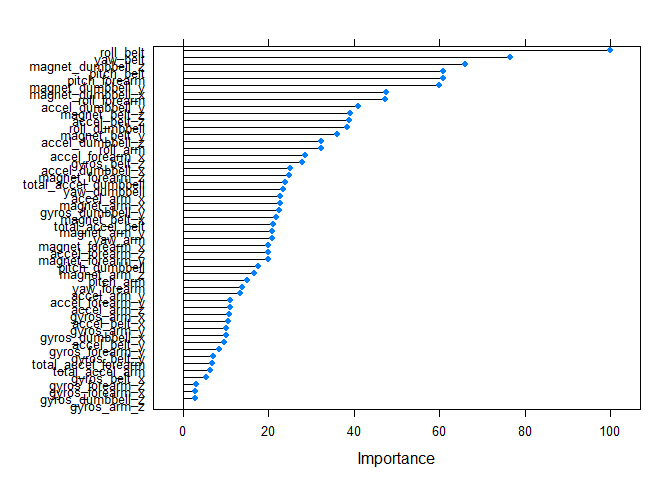 roll_belt
yaw_belt
magnet_dumbbell_z
pitch_belt
pitch_forearm
magnet_dumbbell_y
magnet_dumbbell_x
roll_forearm
accel_dumbbell_y
magnet_belt_z
accel_belt_z
roll_dumbbell
magnet_belt_y
accel_dumbbell_z
roll_arm
accel_forearm_x
gyros_belt_z
accel_dumbbell_x
magnet_forearm_z
total_accel_dumbbell
yaw_dumbbell
accel_arm_x
magnet_arm_x
gyros_dumbbell_y
magnet_belt_x
total_accel_belt
magnet_arm_y
yaw_arm
magnet_forearm_x
accel_forearm_z
magnet_forearm_y
pitch_dumbbell
magnet_arm_z
pitch_arm
yaw_forearm
accel_arm_y
accel_forearm_y
accel_arm_z
gyros_arm_x
accel_belt_x
gyros_arm_y
gyros_dumbbell_x
accel_belt_y
gyros_forearm_y
gyros_belt_y
total_accel_forearm
total_accel_arm
gyros_belt_x
gyros_forearm_z
gyros_forearm_x
gyros_dumbbell_z
gyros_arm_z
0 20 40 60 80 100
Importance